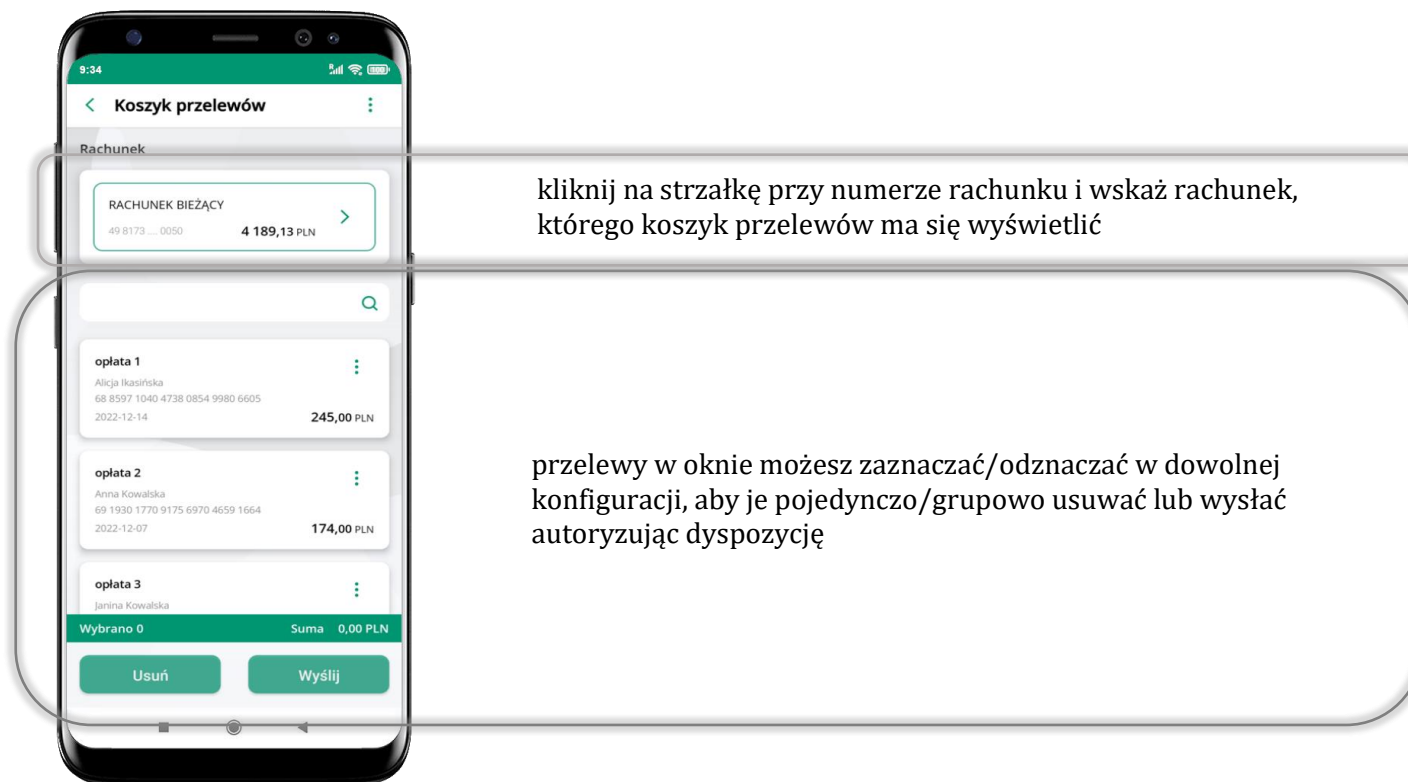 9:34
Koszyk przelewów
Rachunek
RACHUNEK BIEŻĄCY
49 8173 .... 0050 4 189,13 PLN
kliknij na strzałkę przy numerze rachunku i wskaż rachunek,
którego koszyk przelewów ma się wyświetlić
opłata 1
Alicja Ikasińska
68 8597 1040 4738 0854 9980 6605
2022-12-14 245,00 PLN
opłata 2
Anna Kowalska
69 1930 1770 9175 6970 4659 1664
2022-12-07 174,00 PLN
opłata 3
Janina Kowalska
Wybrano 0 Suma 0,00 PLN
Usuń Wyślij
przelewy w oknie możesz zaznaczać/odznaczać w dowolnej
konfiguracji, aby je pojedynczo/grupowo usuwać lub wysłać
autoryzując dyspozycję